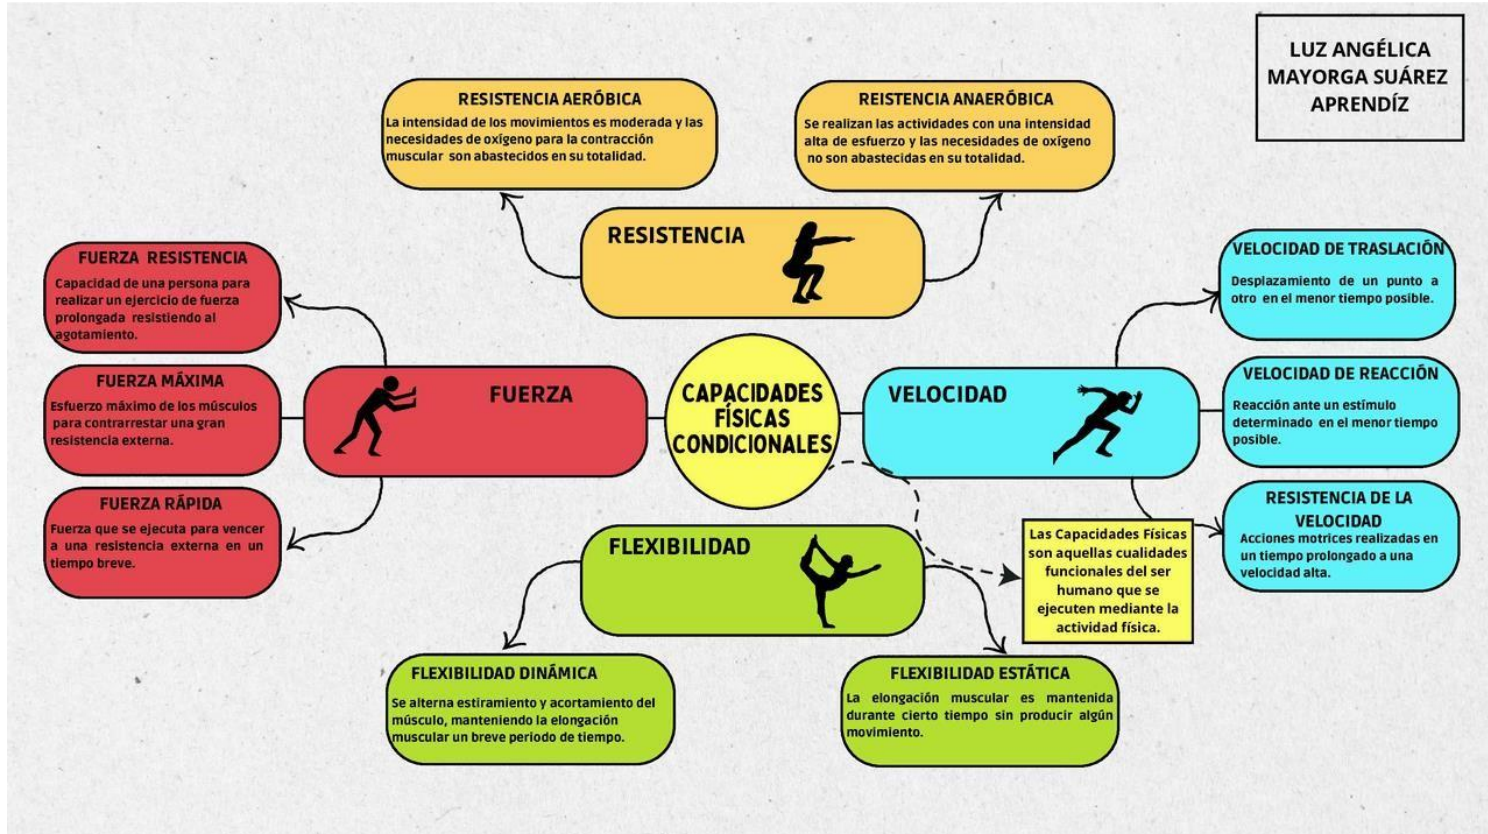 LUZ ANGÉLICA
MAYORGA SUÁREZ
APRENDÍZ
RESISTENCIA AERÓBICA
La intensidad de los movimientos es moderada y las
necesidades de oxígeno para la contracción
muscular son abastecidos en su totalidad.
REISTENCIA ANAERÓBICA
Se realizan las actividades con una intensidad
alta de esfuerzo y las necesidades de oxígeno
no son abastecidas en su totalidad.
RESISTENCIA
FUERZA RESISTENCIA
Capacidad de una persona para
realizar un ejercicio de fuerza
prolongada resistiendo al
agotamiento.
FUERZA MÁXIMA
Esfuerzo máximo de los músculos
para contrarrestar una gran
resistencia externa.
FUERZA RÁPIDA
Fuerza que se ejecuta para vencer
a una resistencia externa en un
tiempo breve.
FUERZA
CAPACIDADES
FÍSICAS
CONDICIONALES
VELOCIDAD
VELOCIDAD DE TRASLACIÓN
Desplazamiento de un punto a
otro en el menor tiempo posible.
VELOCIDAD DE REACCIÓN
Reacción ante un estímulo
determinado en el menor tiempo
posible.
RESISTENCIA DE LA
VELOCIDAD
Acciones motrices realizadas en
un tiempo prolongado a una
velocidad alta.
Las Capacidades Físicas
son aquellas cualidades
funcionales del ser
humano que se
ejecuten mediante la
actividad física.
FLEXIBILIDAD
FLEXIBILIDAD DINÁMICA
Se alterna estiramiento y acortamiento del
músculo, manteniendo la elongación
muscular un breve periodo de tiempo.
FLEXIBILIDAD ESTÁTICA
La elongación muscular es mantenida
durante cierto tiempo sin producir algún
movimiento.